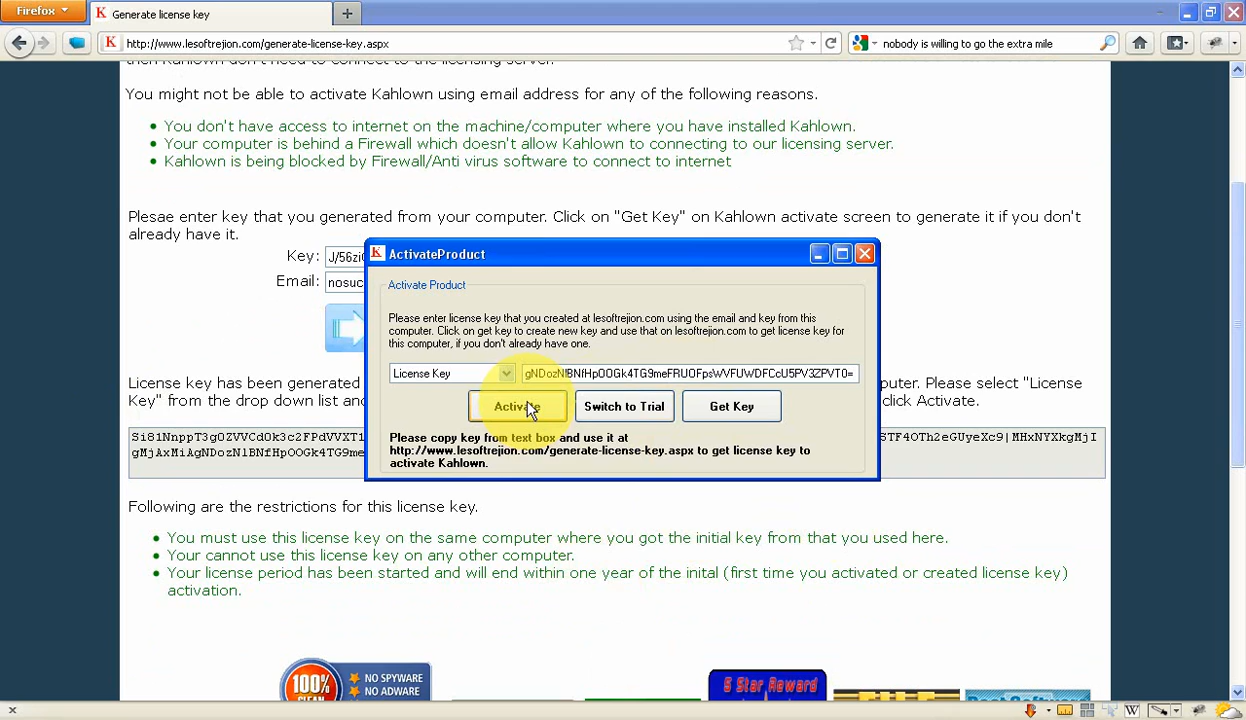 Firefox
Generate license key
http://www.lesoftrejion.com/generate-license-key.aspx
nobody is willing to go the extra mile
You might not be able to activate Kahlown using email address for any of the following reasons.
You don't have access to internet on the machine/computer where you have installed Kahlown.
Your computer is behind a Firewall which doesn't allow Kahlown to connecting to our licensing server.
Kahlown is being blocked by Firewall/Anti virus software to connect to internet
Plesae enter key that you generated from your computer. Click on "Get Key" on Kahlown activate screen to generate it if you don't
already have it.
Key: J/56zi
Email: nosuc
ActivateProduct
Activate Product
Please enter license key that you created at lesoftrejion.com using the email and key from this
computer. Click on get key to create new key and use that on lesoftrejion.com to get license key for
this computer, if you don't already have one.
License Key
Activate
Switch to Trial
Get Key
Please copy key from text box and use it at
http://www.lesoftrejion.com/generate-license-key.aspx to get license key to
activate Kahlown.
License key has been generated
puter. Please select "License
Key" from the drop down list and
click Activate.
Following are the restrictions for this license key.
You must use this license key on the same computer where you got the initial key from that you used here.
Your cannot use this license key on any other computer.
Your license period has been started and will end within one year of the inital (first time you activated or created license key)
activation.
100%
CLEAN
NO SPYWARE
NO ADWARE
5 Star Reward